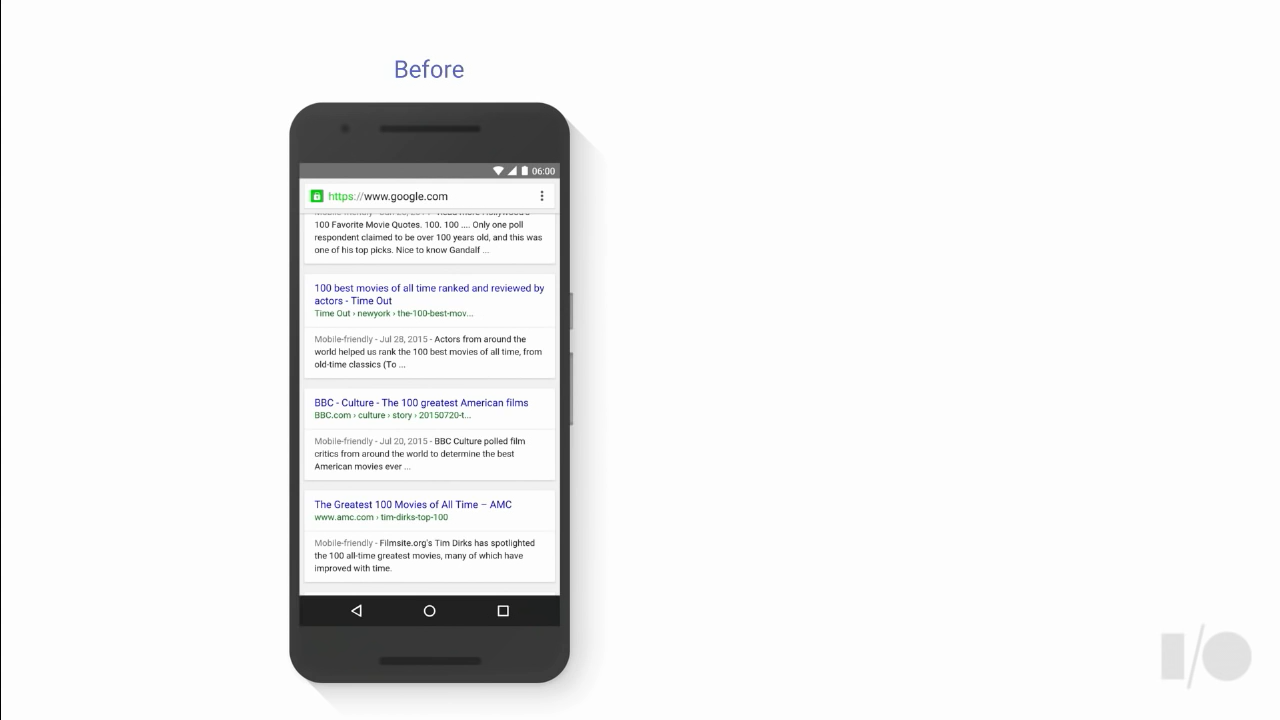 Before
06:00
https://www.google.com
100 Favorite Movie Quotes. 100. 100 .... Only one poll
respondent claimed to be over 100 years old, and this was
one of his top picks. Nice to know Gandalf ...
100 best movies of all time ranked and reviewed by
actors - Time Out
Time Out › newyork › the-100-best-mov...
Mobile-friendly - Jul 28, 2015 - Actors from around the
world helped us rank the 100 best movies of all time, from
old-time classics (To ...
BBC - Culture - The 100 greatest American films
BBC.com › culture › story › 20150720-t...
Mobile-friendly - Jul 20, 2015 - BBC Culture polled film
critics from around the world to determine the best
American movies ever ...
The Greatest 100 Movies of All Time – AMC
www.amc.com › tim-dirks-top-100
Mobile-friendly - Filmsite.org's Tim Dirks has spotlighted
the 100 all-time greatest movies, many of which have
improved with time.
I/O